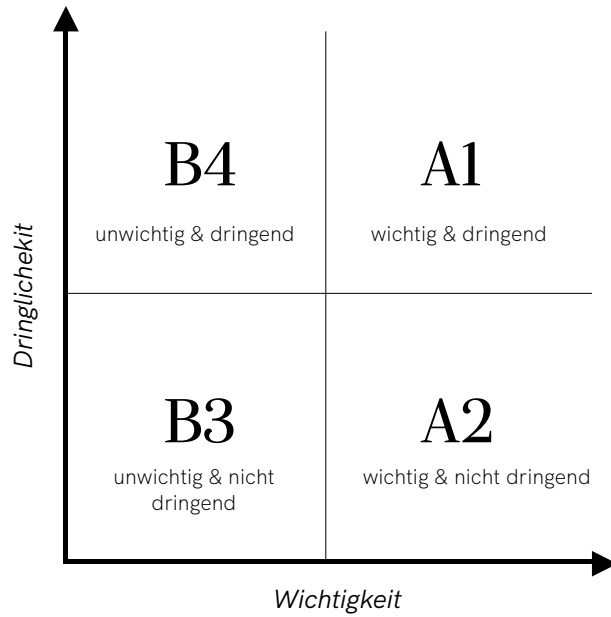 B4
A1
unwichtig & dringend
wichtig & dringend
Dringlichekit
B3
A2
unwichtig & nicht
dringend
wichtig & nicht dringend
Wichtigkeit